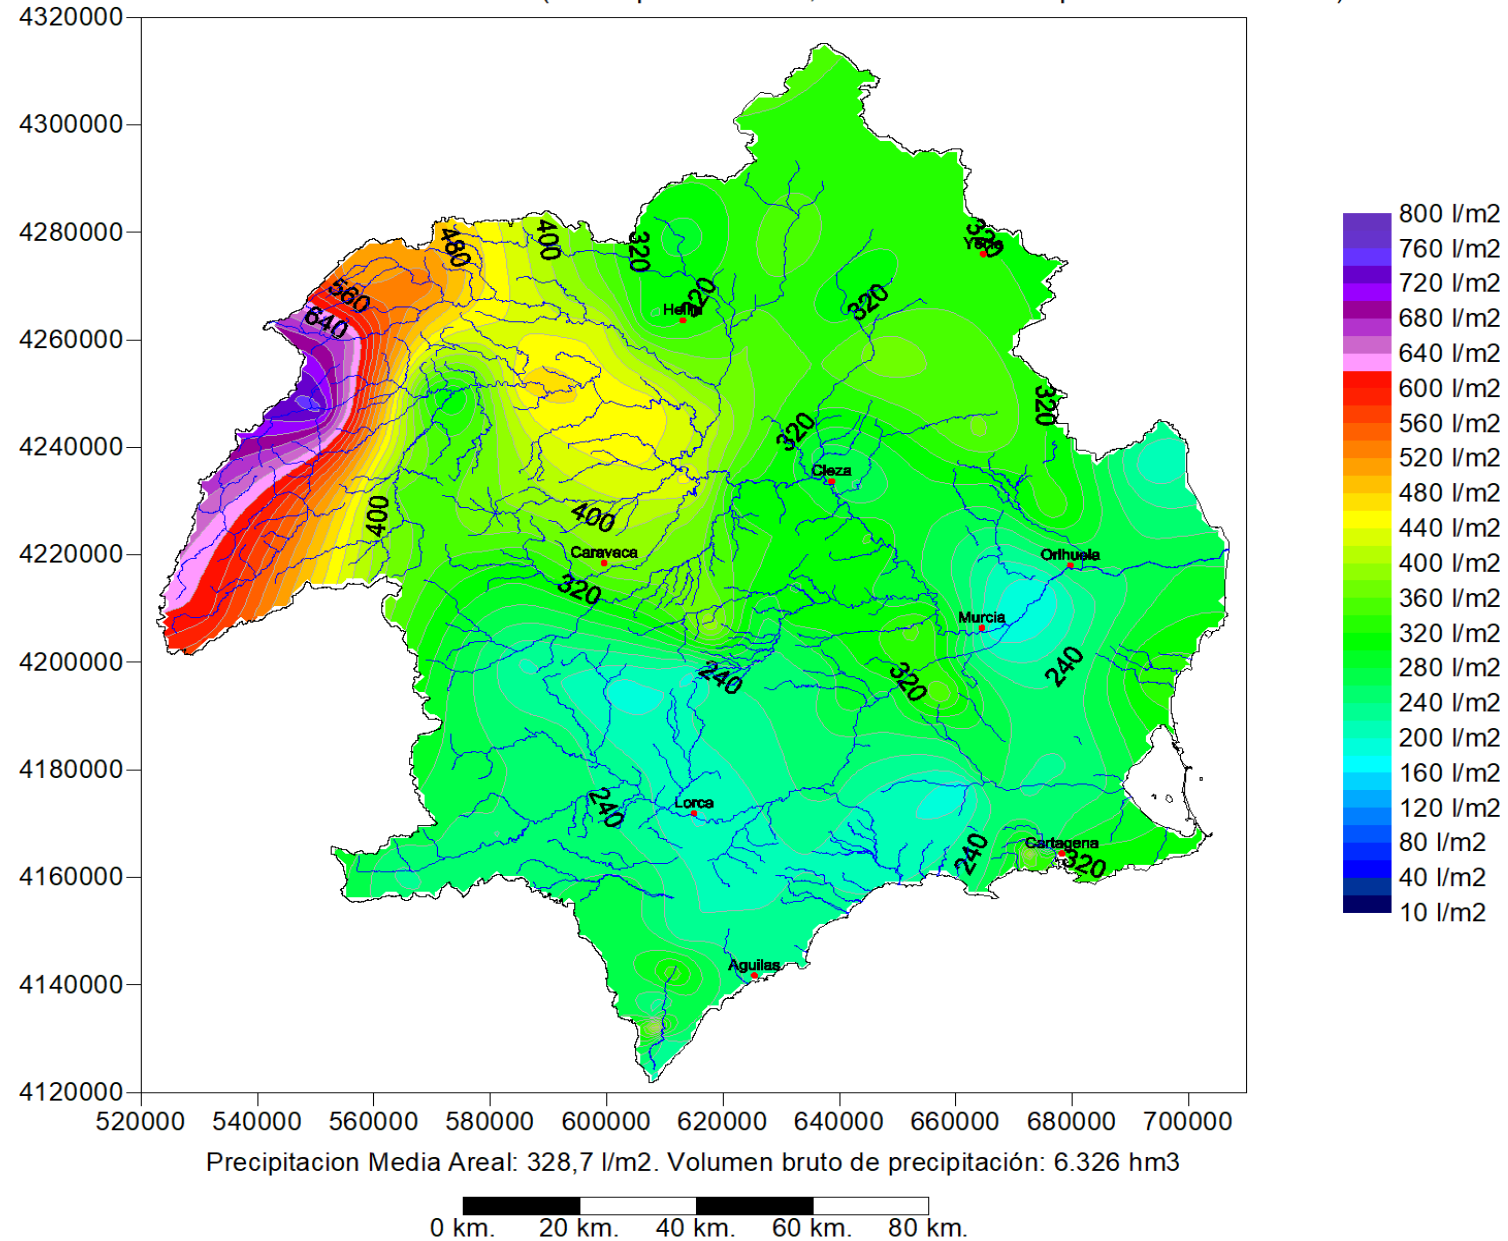 4320000
4300000
4280000
4260000
4240000
4220000
4200000
4180000
4160000
4140000
4120000
520000 540000 560000 580000 600000 620000 640000 660000 680000 700000
480
400
320
320
560
640
320
Hellin
320
320
320
320
Cieza
400
400
Caravaca
320
Orihuela
Murcia
240
240
320
240
Lorca
240
Cartagena
320
Aguilas
800 l/m2
760 l/m2
720 l/m2
680 l/m2
640 l/m2
600 l/m2
560 l/m2
520 l/m2
480 l/m2
440 l/m2
400 l/m2
360 l/m2
320 l/m2
280 l/m2
240 l/m2
200 l/m2
160 l/m2
120 l/m2
80 l/m2
40 l/m2
10 l/m2
Precipitacion Media Areal: 328,7 l/m2. Volumen bruto de precipitación: 6.326 hm3
0 km. 20 km. 40 km. 60 km. 80 km.